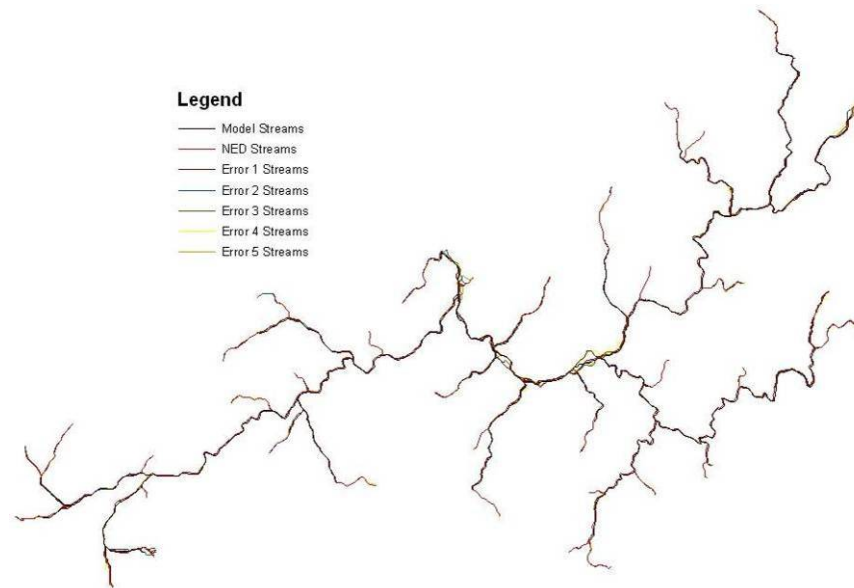 Legend
Model Streams
NED Streams
Error 1 Streams
Error 2 Streams
Error 3 Streams
Error 4 Streams
Error 5 Streams